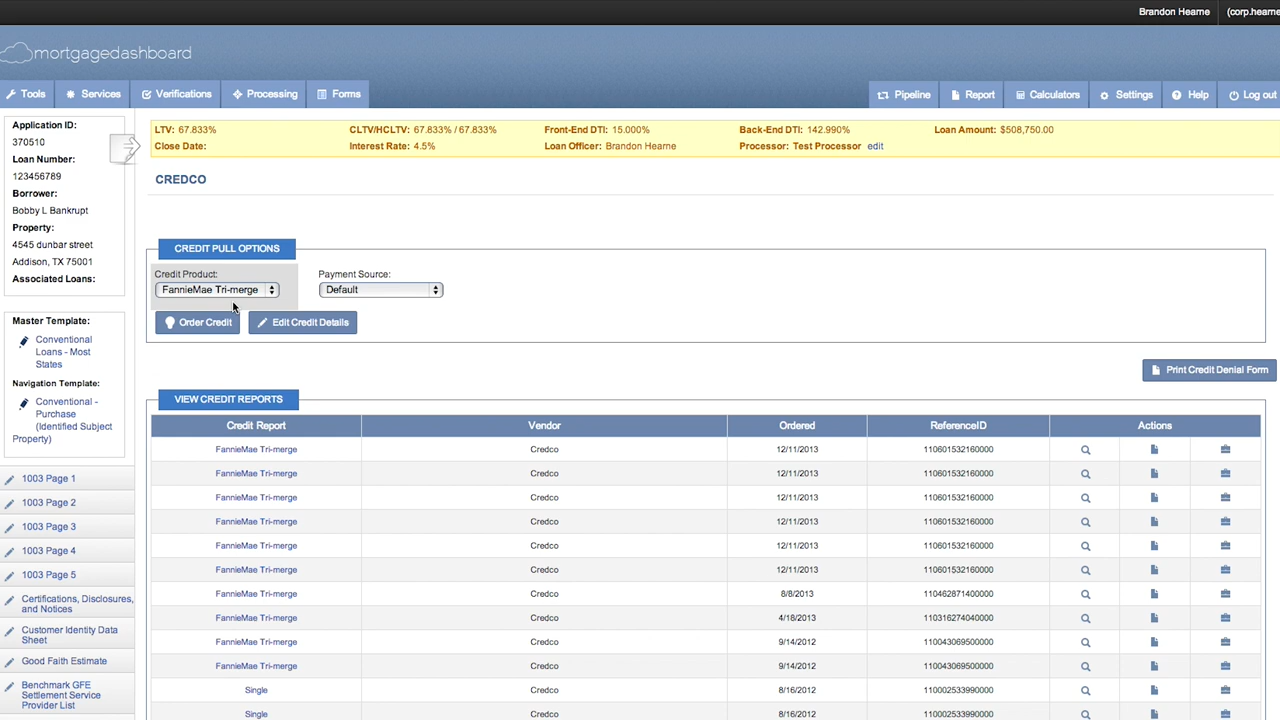 Brandon Hearne (corp.hearne
mortgagedashboard
Tools Services Verifications Processing Forms Pipeline Report Calculators Settings Help Log out
Application ID:
370510
Loan Number:
123456789
Borrower:
Bobby L Bankrupt
Property:
4545 dunbar street
Addison, TX 75001
Associated Loans:
Master Template:
Conventional
Loans - Most
States
Navigation Template:
Conventional -
Purchase
(Identified Subject
Property)
1003 Page 1
1003 Page 2
1003 Page 3
1003 Page 4
1003 Page 5
Certifications, Disclosures,
and Notices
Customer Identity Data
Sheet
Good Faith Estimate
Benchmark GFE
Settlement Service
Provider List
LTV: 67.833% CLTV/HCLTV: 67.833% / 67.833% Front-End DTI: 15.000% Back-End DTI: 142.990% Loan Amount: $508,750.00
Close Date: Interest Rate: 4.5% Loan Officer: Brandon Hearne Processor: Test Processor edit
CREDCO
CREDIT PULL OPTIONS
Credit Product: Payment Source:
FannieMae Tri-merge Default
Order Credit Edit Credit Details
Print Credit Denial Form
VIEW CREDIT REPORTS
Credit Report Vendor Ordered ReferenceID Actions
FannieMae Tri-merge Credco 12/11/2013 110601532160000
FannieMae Tri-merge Credco 12/11/2013 110601532160000
FannieMae Tri-merge Credco 12/11/2013 110601532160000
FannieMae Tri-merge Credco 12/11/2013 110601532160000
FannieMae Tri-merge Credco 12/11/2013 110601532160000
FannieMae Tri-merge Credco 12/11/2013 110601532160000
FannieMae Tri-merge Credco 8/8/2013 110462871400000
FannieMae Tri-merge Credco 4/18/2013 110316274040000
FannieMae Tri-merge Credco 9/14/2012 110043069500000
FannieMae Tri-merge Credco 9/14/2012 110043069500000
Single Credco 8/16/2012 110002533990000
Single Credco 8/16/2012 110002533990000